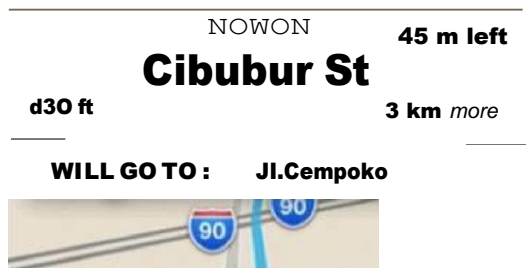 NOWON
45 m left
Cibubur St
d3O ft
3 km more
WILL GO TO : Jl.Cempoko
90
90